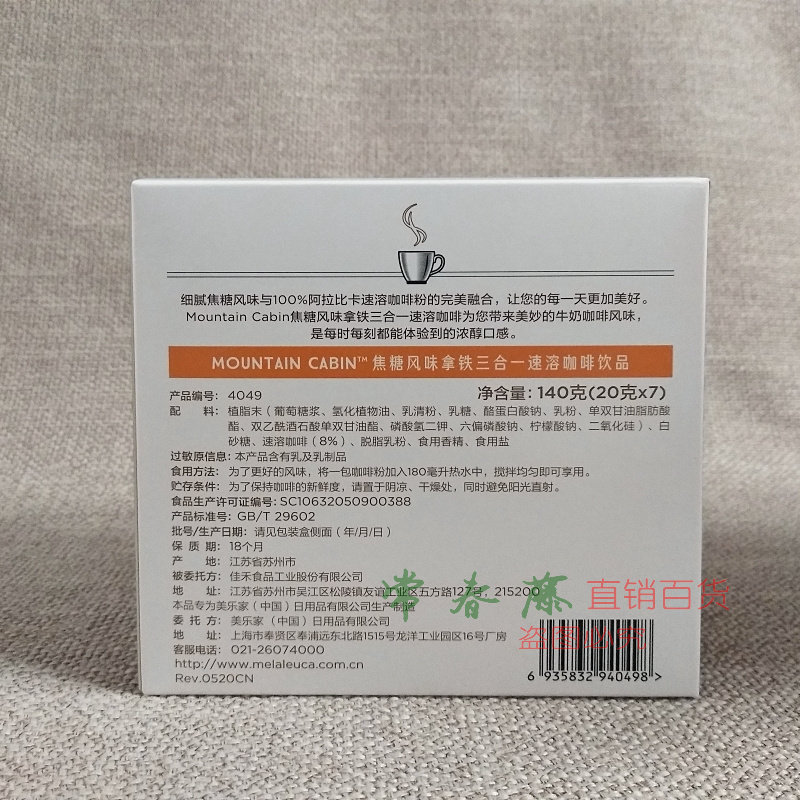 细腻焦糖风味与100%阿拉比卡速溶咖啡粉的完美融合，让您的每一天更加美好。
Mountain Cabin焦糖风味拿铁三合一速溶咖啡为您带来美妙的牛奶咖啡风味，
是每时每刻都能体验到的浓醇口感。
MOUNTAIN CABIN™ 焦糖风味拿铁三合一速溶咖啡饮品
产品编号：4049
净含量：140克(20克x7)
配 料：植脂末（葡萄糖浆、氢化植物油、乳清粉、乳糖、酪蛋白酸钠、乳粉、单双甘油脂肪酸
酯、双乙酰酒石酸单双甘油酯、磷酸氢二钾、六偏磷酸钠、柠檬酸钠、二氧化硅）、白
砂糖、速溶咖啡（8%）、脱脂乳粉、食用香精、食用盐
过敏原信息：本产品含有乳及乳制品
食用方法：为了更好的风味，将一包咖啡粉加入180毫升热水中，搅拌均匀即可享用。
贮存条件：为了保持咖啡的新鲜度，请置于阴凉、干燥处，同时避免阳光直射。
食品生产许可证编号：SC10632050900388
产品标准号：GB/T 29602
批号/生产日期：请见包装盒侧面（年/月/日）
保 质 期：18个月
产 地：江苏省苏州市
被委托方：佳禾食品工业股份有限公司
地 址：江苏省苏州市吴江区松陵镇友谊工业区五方路127号，215200
本品专为美乐家（中国）日用品有限公司生产制造
委 托 方：美乐家（中国）日用品有限公司
地 址：上海市奉贤区奉浦远东北路1515号龙洋工业园区16号厂房
客服电话：021-26074000
http://www.melaleuca.com.cn
Rev.0520CN
6 935832 940498 >
常春藤 直销百货
盗图必究